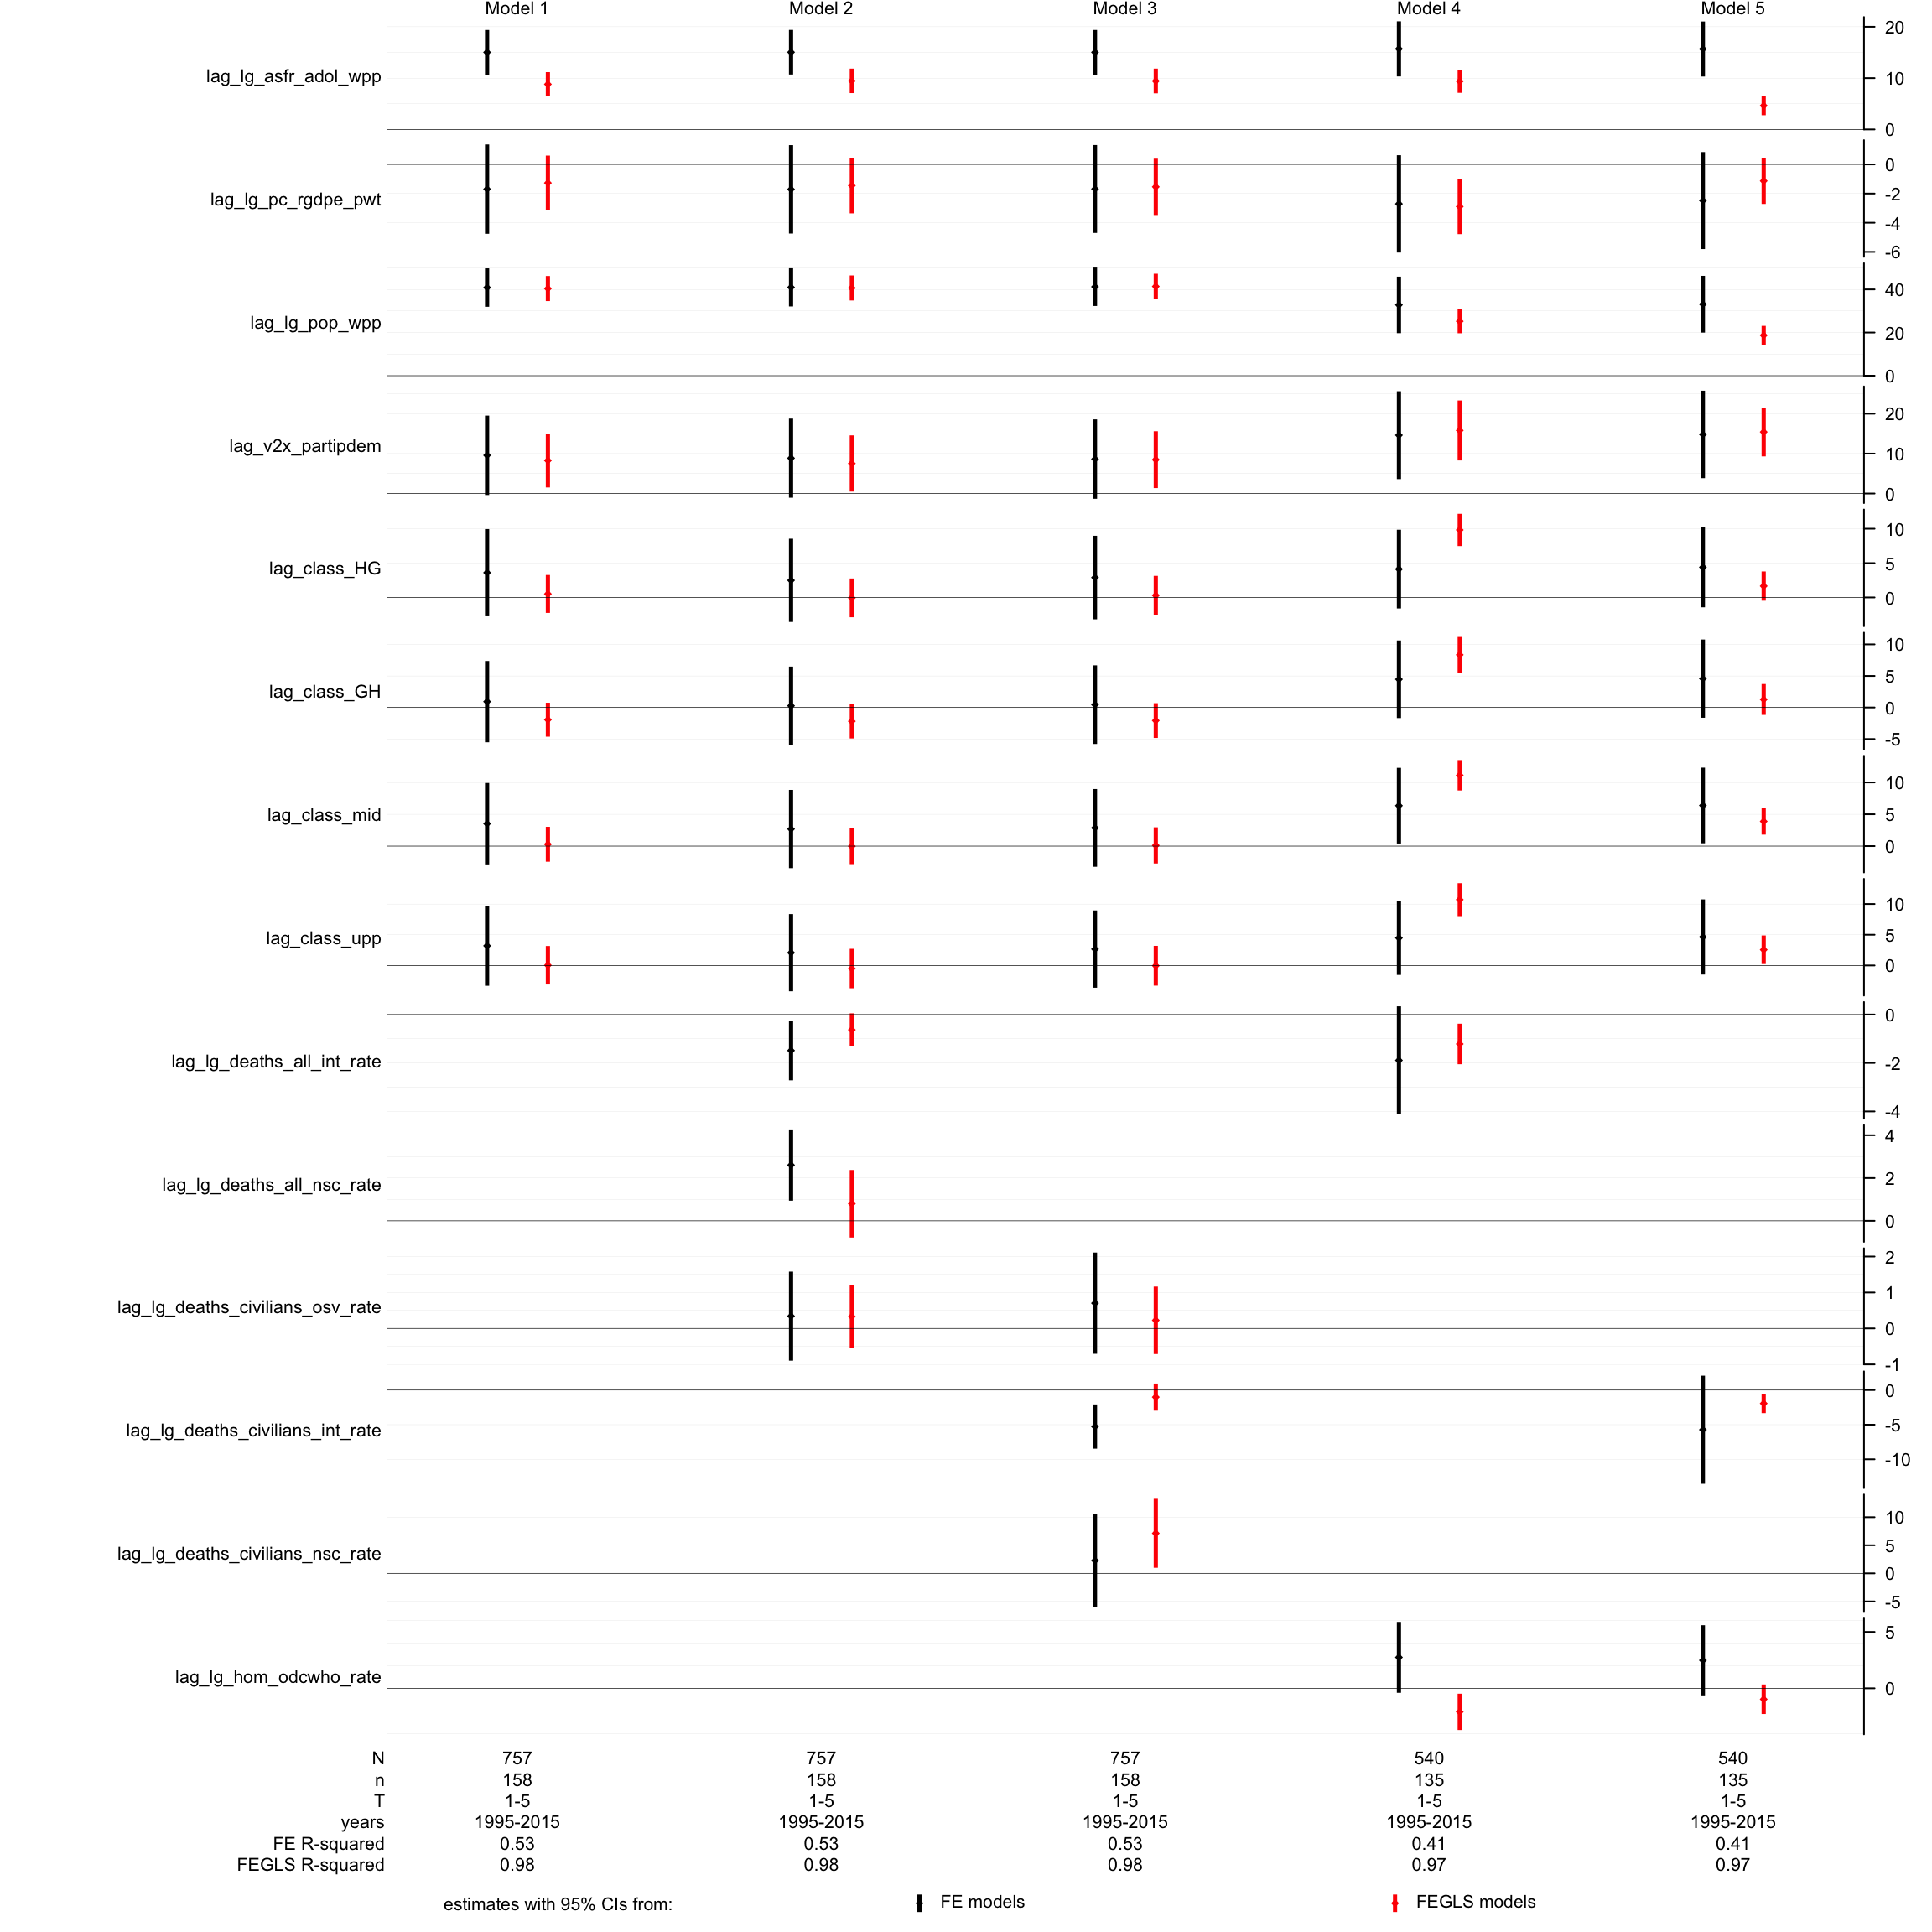 Model 1 Model 2 Model 3 Model 4 Model 5
lag_lg_asfr_adol_wpp 20 10 0
lag_lg_pc_rgdpe_pwt 0 -2 -4 -6
lag_lg_pop_wpp 40 20 0
lag_v2x_partipdem 20 10 0
lag_class_HG 10 5 0
lag_class_GH 10 5 0 -5
lag_class_mid 10 5 0
lag_class_upp 10 5 0
lag_lg_deaths_all_int_rate 0 -2 -4
lag_lg_deaths_all_nsc_rate 4 2 0
lag_lg_deaths_civilians_osv_rate 2 1 0 -1
lag_lg_deaths_civilians_int_rate 0 -5 -10
lag_lg_deaths_civilians_nsc_rate 10 5 0 -5
lag_lg_hom_odcwho_rate 5 0
N 757 757 757 540 540
n 158 158 158 135 135
T 1-5 1-5 1-5 1-5 1-5
years 1995-2015 1995-2015 1995-2015 1995-2015 1995-2015
FE R-squared 0.53 0.53 0.53 0.41 0.41
FEGLS R-squared 0.98 0.98 0.98 0.97 0.97
estimates with 95% CIs from: FE models FEGLS models